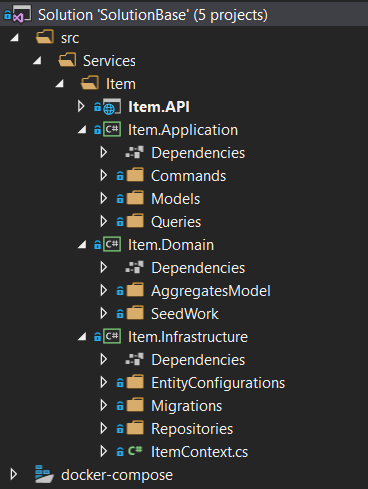 Solution 'SolutionBase' (5 projects)
src
Services
Item
Item.API
C# Item.Application
Dependencies
Commands
Models
Queries
C# Item.Domain
Dependencies
AggregatesModel
SeedWork
C# Item.Infrastructure
Dependencies
EntityConfigurations
Migrations
Repositories
C# ItemContext.cs
docker-compose